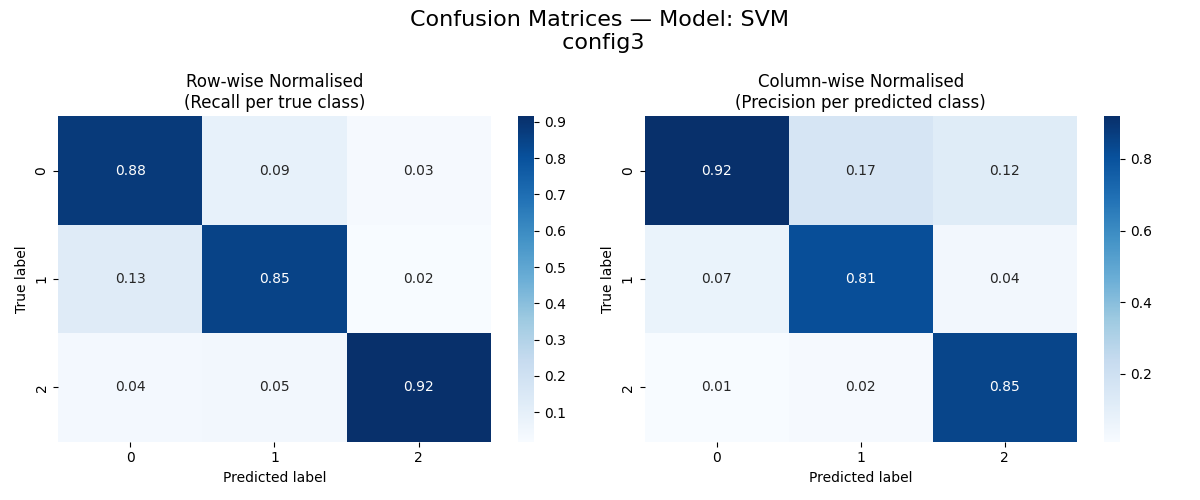 Confusion Matrices — Model: SVM
config3
Row-wise Normalised
(Recall per true class)
True label
0
1
2
0.88 0.09 0.03
0.13 0.85 0.02
0.04 0.05 0.92
0 1 2
Predicted label
0.9
0.8
0.7
0.6
0.5
0.4
0.3
0.2
0.1
Column-wise Normalised
(Precision per predicted class)
True label
0
1
2
0.92 0.17 0.12
0.07 0.81 0.04
0.01 0.02 0.85
0 1 2
Predicted label
0.8
0.6
0.4
0.2